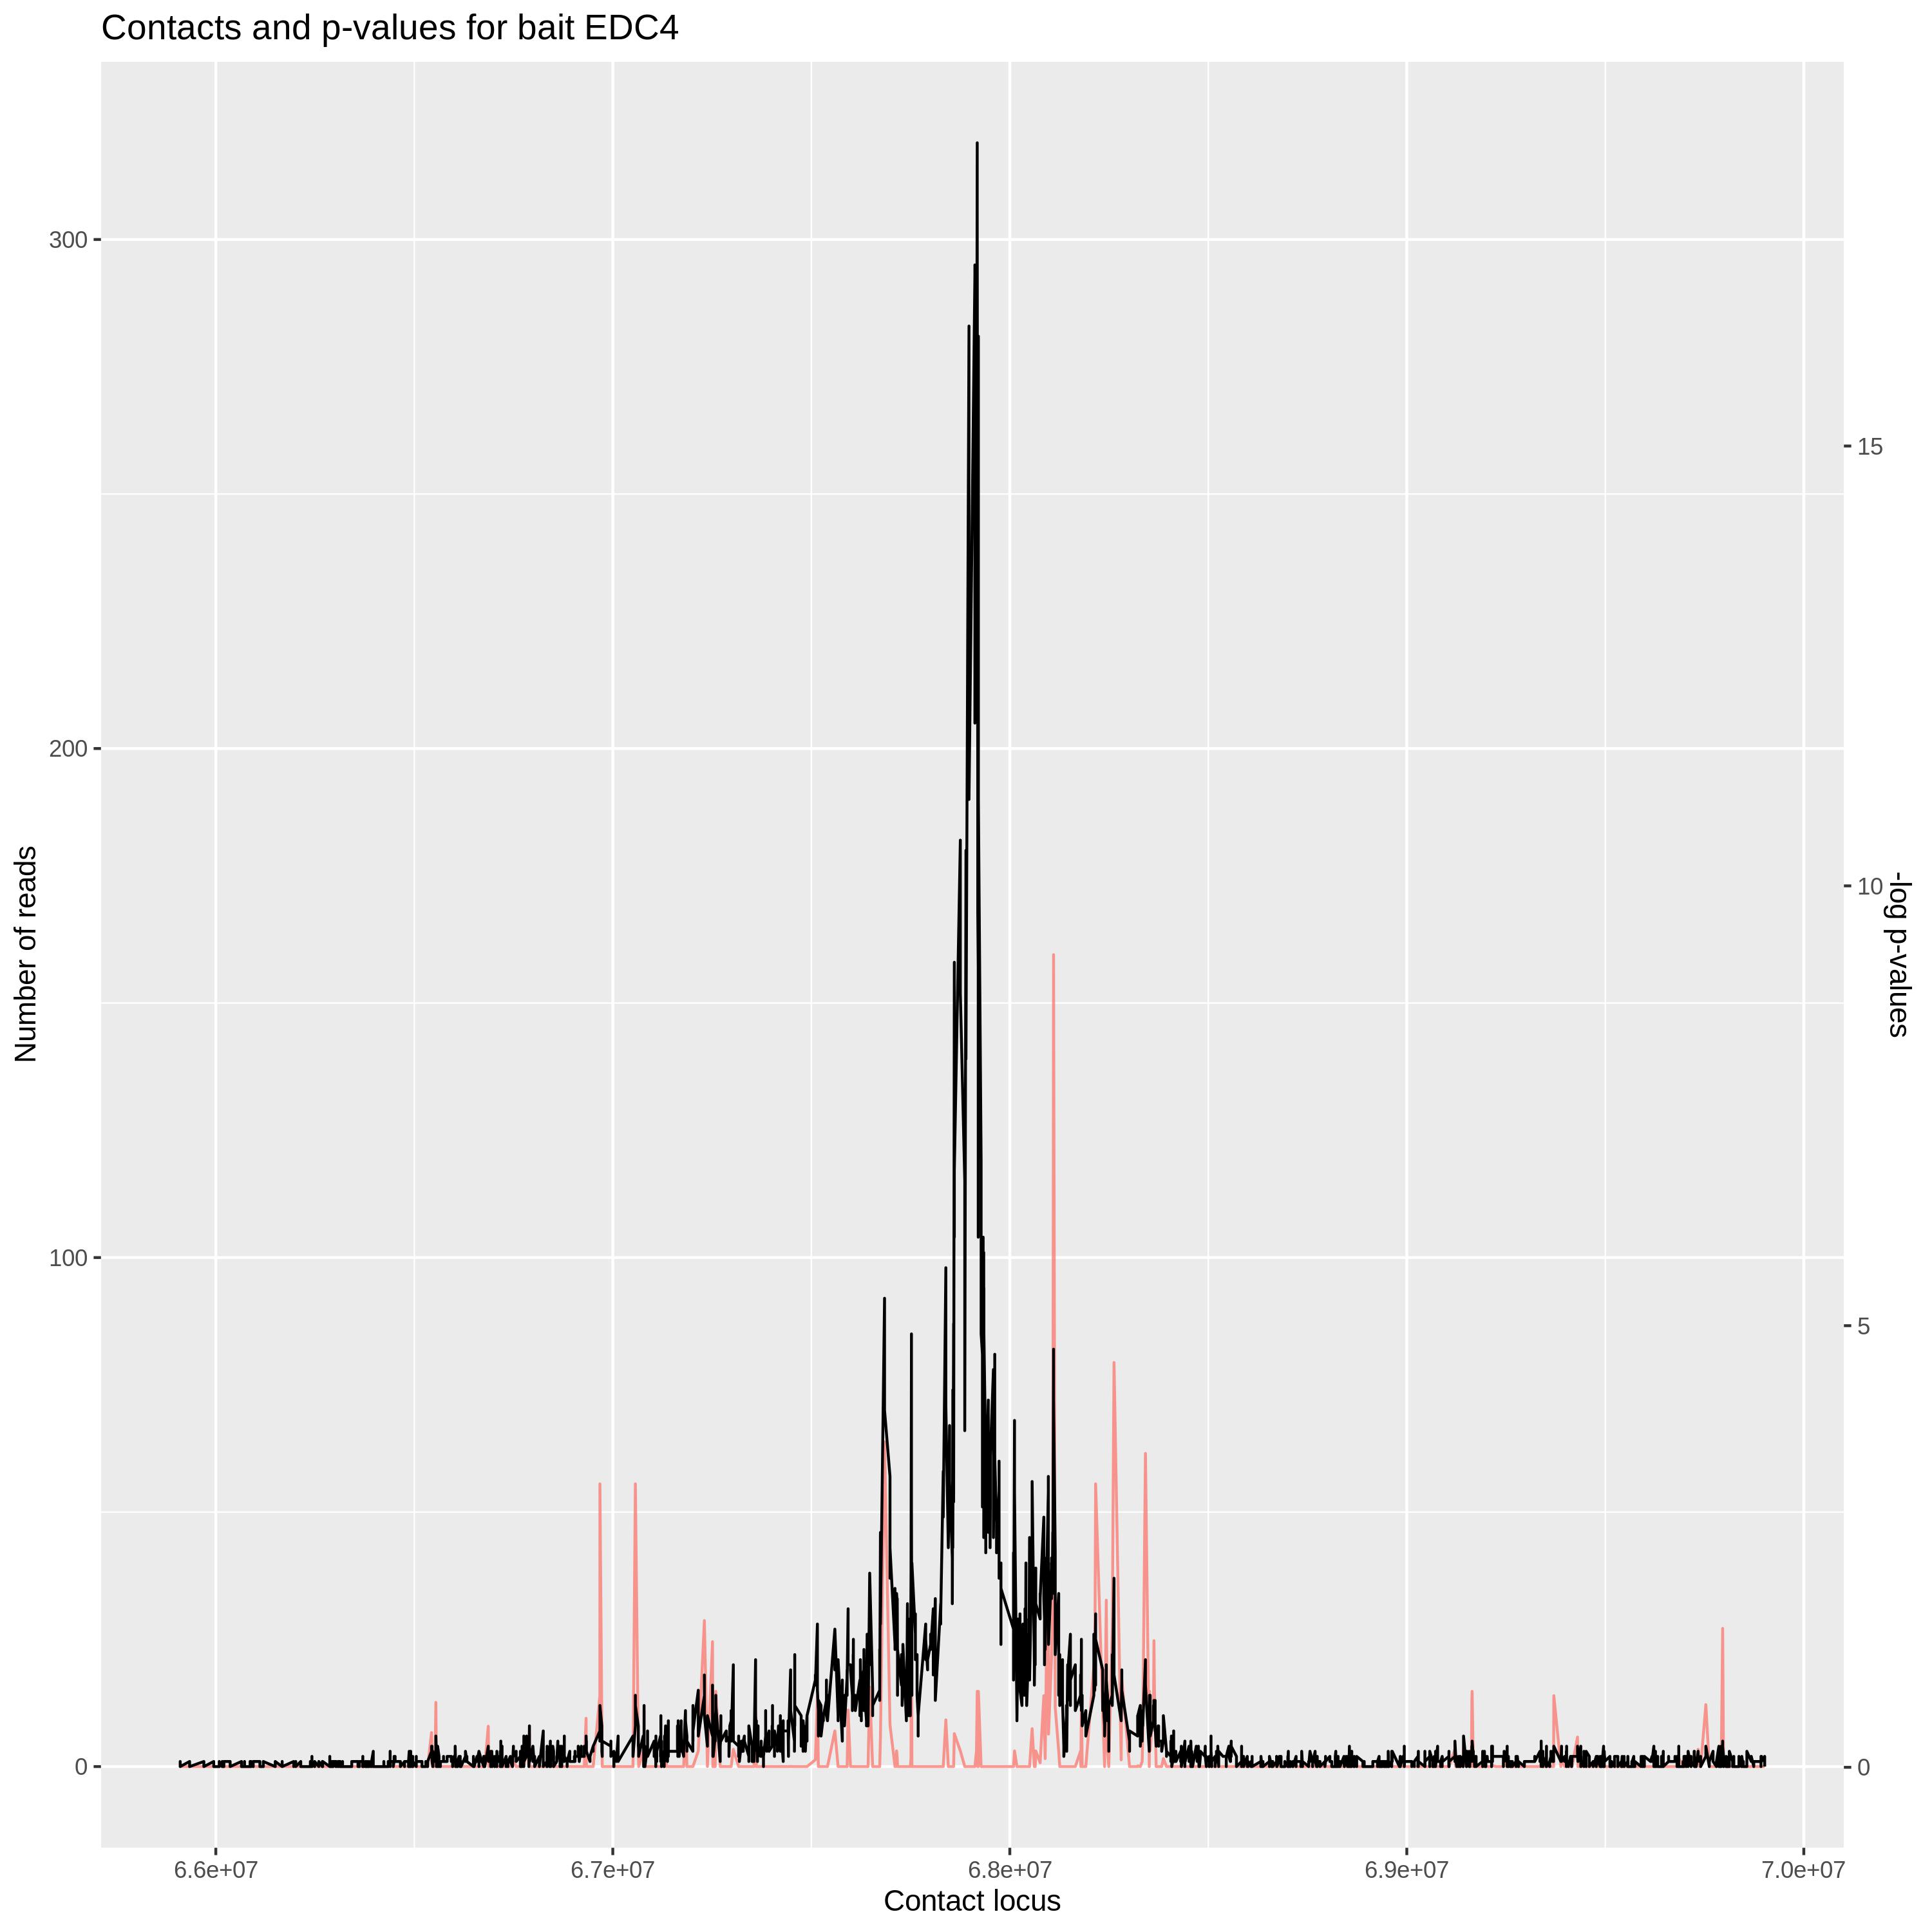 Contacts and p-values for bait EDC4
300
200
100
0
Number of reads
15
10
5
0
-log p-values
6.6e+07
6.7e+07
6.8e+07
6.9e+07
7.0e+07
Contact locus